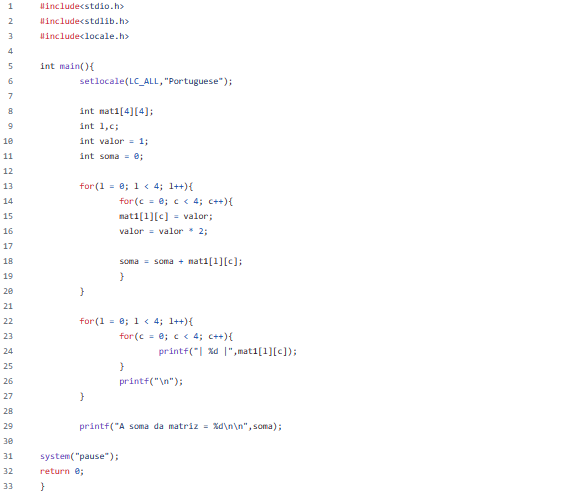 1 #include<stdio.h>
2 #include<stdlib.h>
3 #include<locale.h>
4
5 int main(){
6 setlocale(LC_ALL,"Portuguese");
7
8 int mat1[4][4];
9 int l,c;
10 int valor = 1;
11 int soma = 0;
12
13 for(l = 0; l < 4; l++){
14 for(c = 0; c < 4; c++){
15 mat1[l][c] = valor;
16 valor = valor * 2;
17
18 soma = soma + mat1[l][c];
19 }
20 }
21
22 for(l = 0; l < 4; l++){
23 for(c = 0; c < 4; c++){
24 printf("| %d |",mat1[l][c]);
25 }
26 printf("\n");
27 }
28
29 printf("A soma da matriz = %d\n\n",soma);
30
31 system("pause");
32 return 0;
33 }